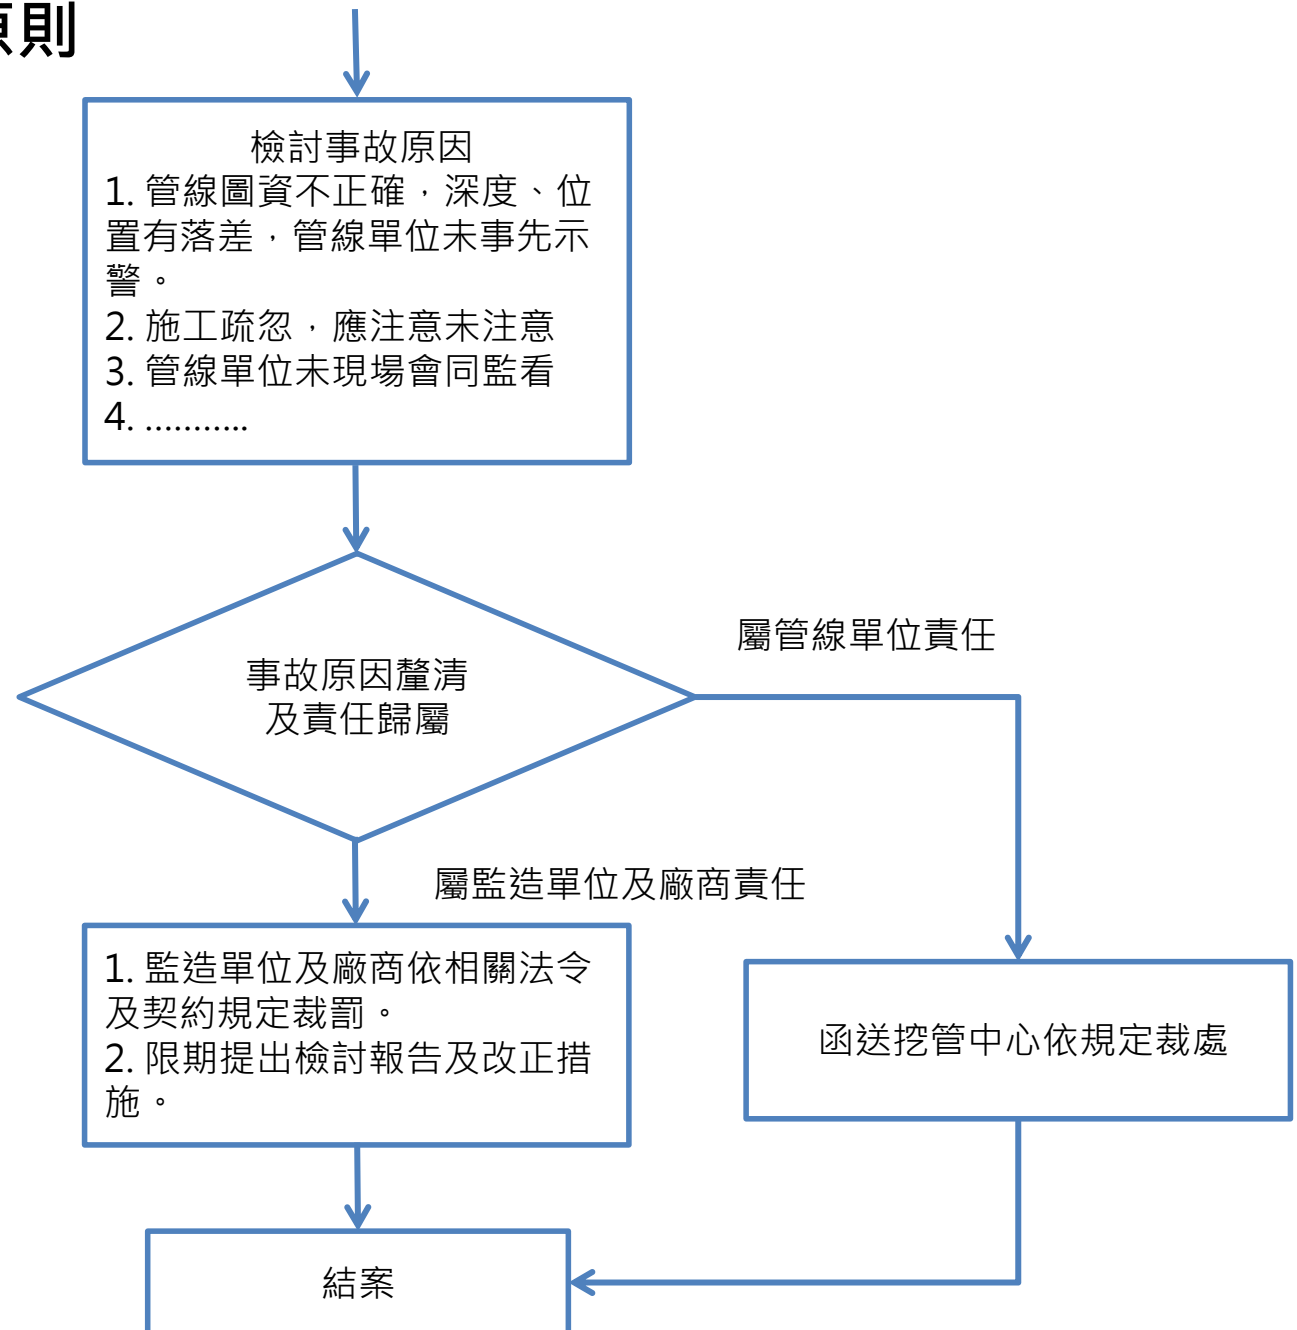 原則
檢討事故原因
1. 管線圖資不正確，深度、位
置有落差，管線單位未事先示
警。
2. 施工疏忽，應注意未注意
3. 管線單位未現場會同監看
4. ...........
事故原因釐清
及責任歸屬
屬管線單位責任
屬監造單位及廠商責任
1. 監造單位及廠商依相關法令
及契約規定裁罰。
2. 限期提出檢討報告及改正措
施。
函送挖管中心依規定裁處
結案